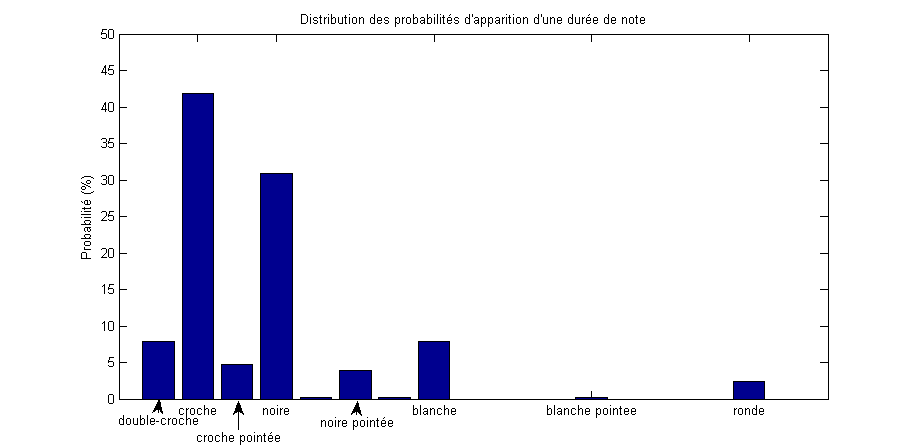 Distribution des probabilités d'apparition d'une durée de note
Probabilité (%)
50
45
40
35
30
25
20
15
10
5
0
double-croche
croche
croche pointée
noire
noire pointée
blanche
blanche pointee
ronde